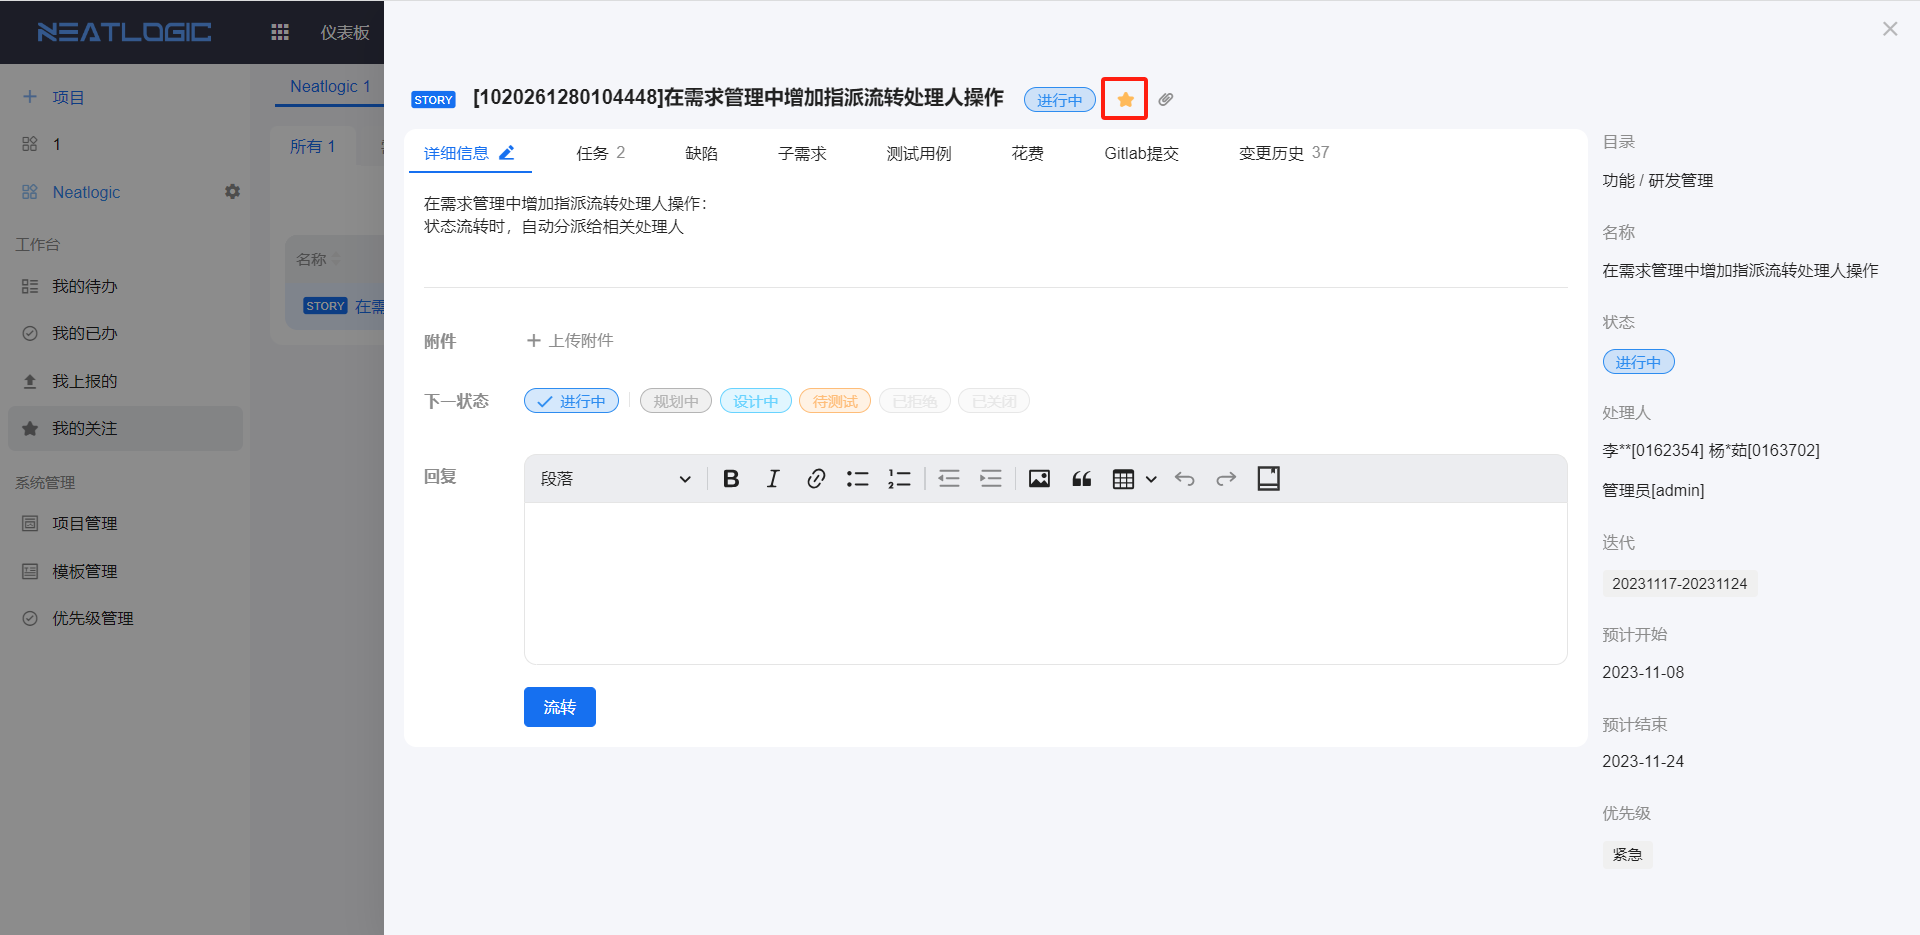 NEATLOGIC
仪表板
项目
1
Neatlogic
工作台
我的待办
我的已办
我上报的
我的关注
系统管理
项目管理
模板管理
优先级管理
Neatlogic 1
所有 1
名称
STORY 在需
STORY [1020261280104448]在需求管理中增加指派流转处理人操作 进行中
详细信息 任务 2 缺陷 子需求 测试用例 花费 Gitlab提交 变更历史 37
在需求管理中增加指派流转处理人操作：
状态流转时，自动分派给相关处理人
附件 上传附件
下一状态 进行中 规划中 设计中 待测试 已拒绝 已关闭
回复 段落
流转
目录
功能 / 研发管理
名称
在需求管理中增加指派流转处理人操作
状态
进行中
处理人
李**[0162354] 杨*茹[0163702]
管理员[admin]
迭代
20231117-20231124
预计开始
2023-11-08
预计结束
2023-11-24
优先级
紧急